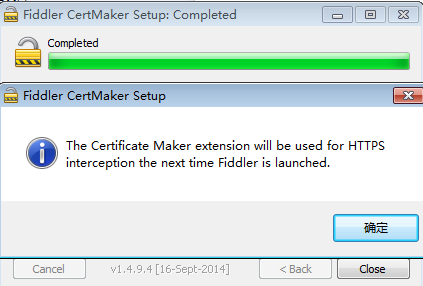 Fiddler CertMaker Setup: Completed
Completed
Fiddler CertMaker Setup
The Certificate Maker extension will be used for HTTPS
interception the next time Fiddler is launched.
确定
Cancel v1.4.9.4 [16-Sept-2014] < Back Close